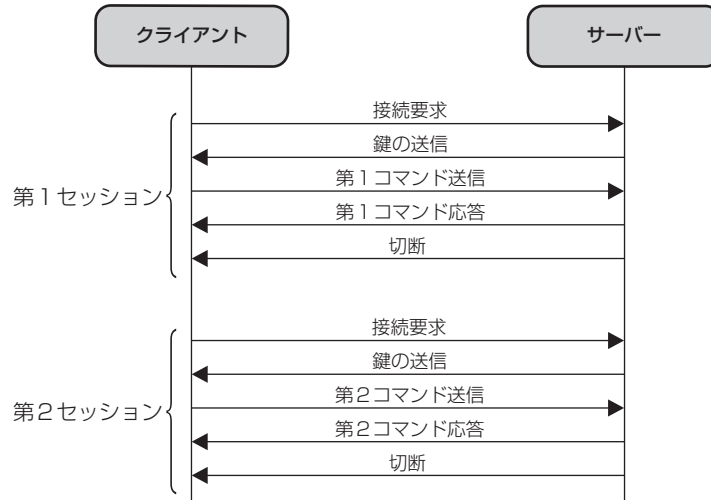 クライアント
サーバー
第1セッション
接続要求
鍵の送信
第1コマンド送信
第1コマンド応答
切断
第2セッション
接続要求
鍵の送信
第2コマンド送信
第2コマンド応答
切断